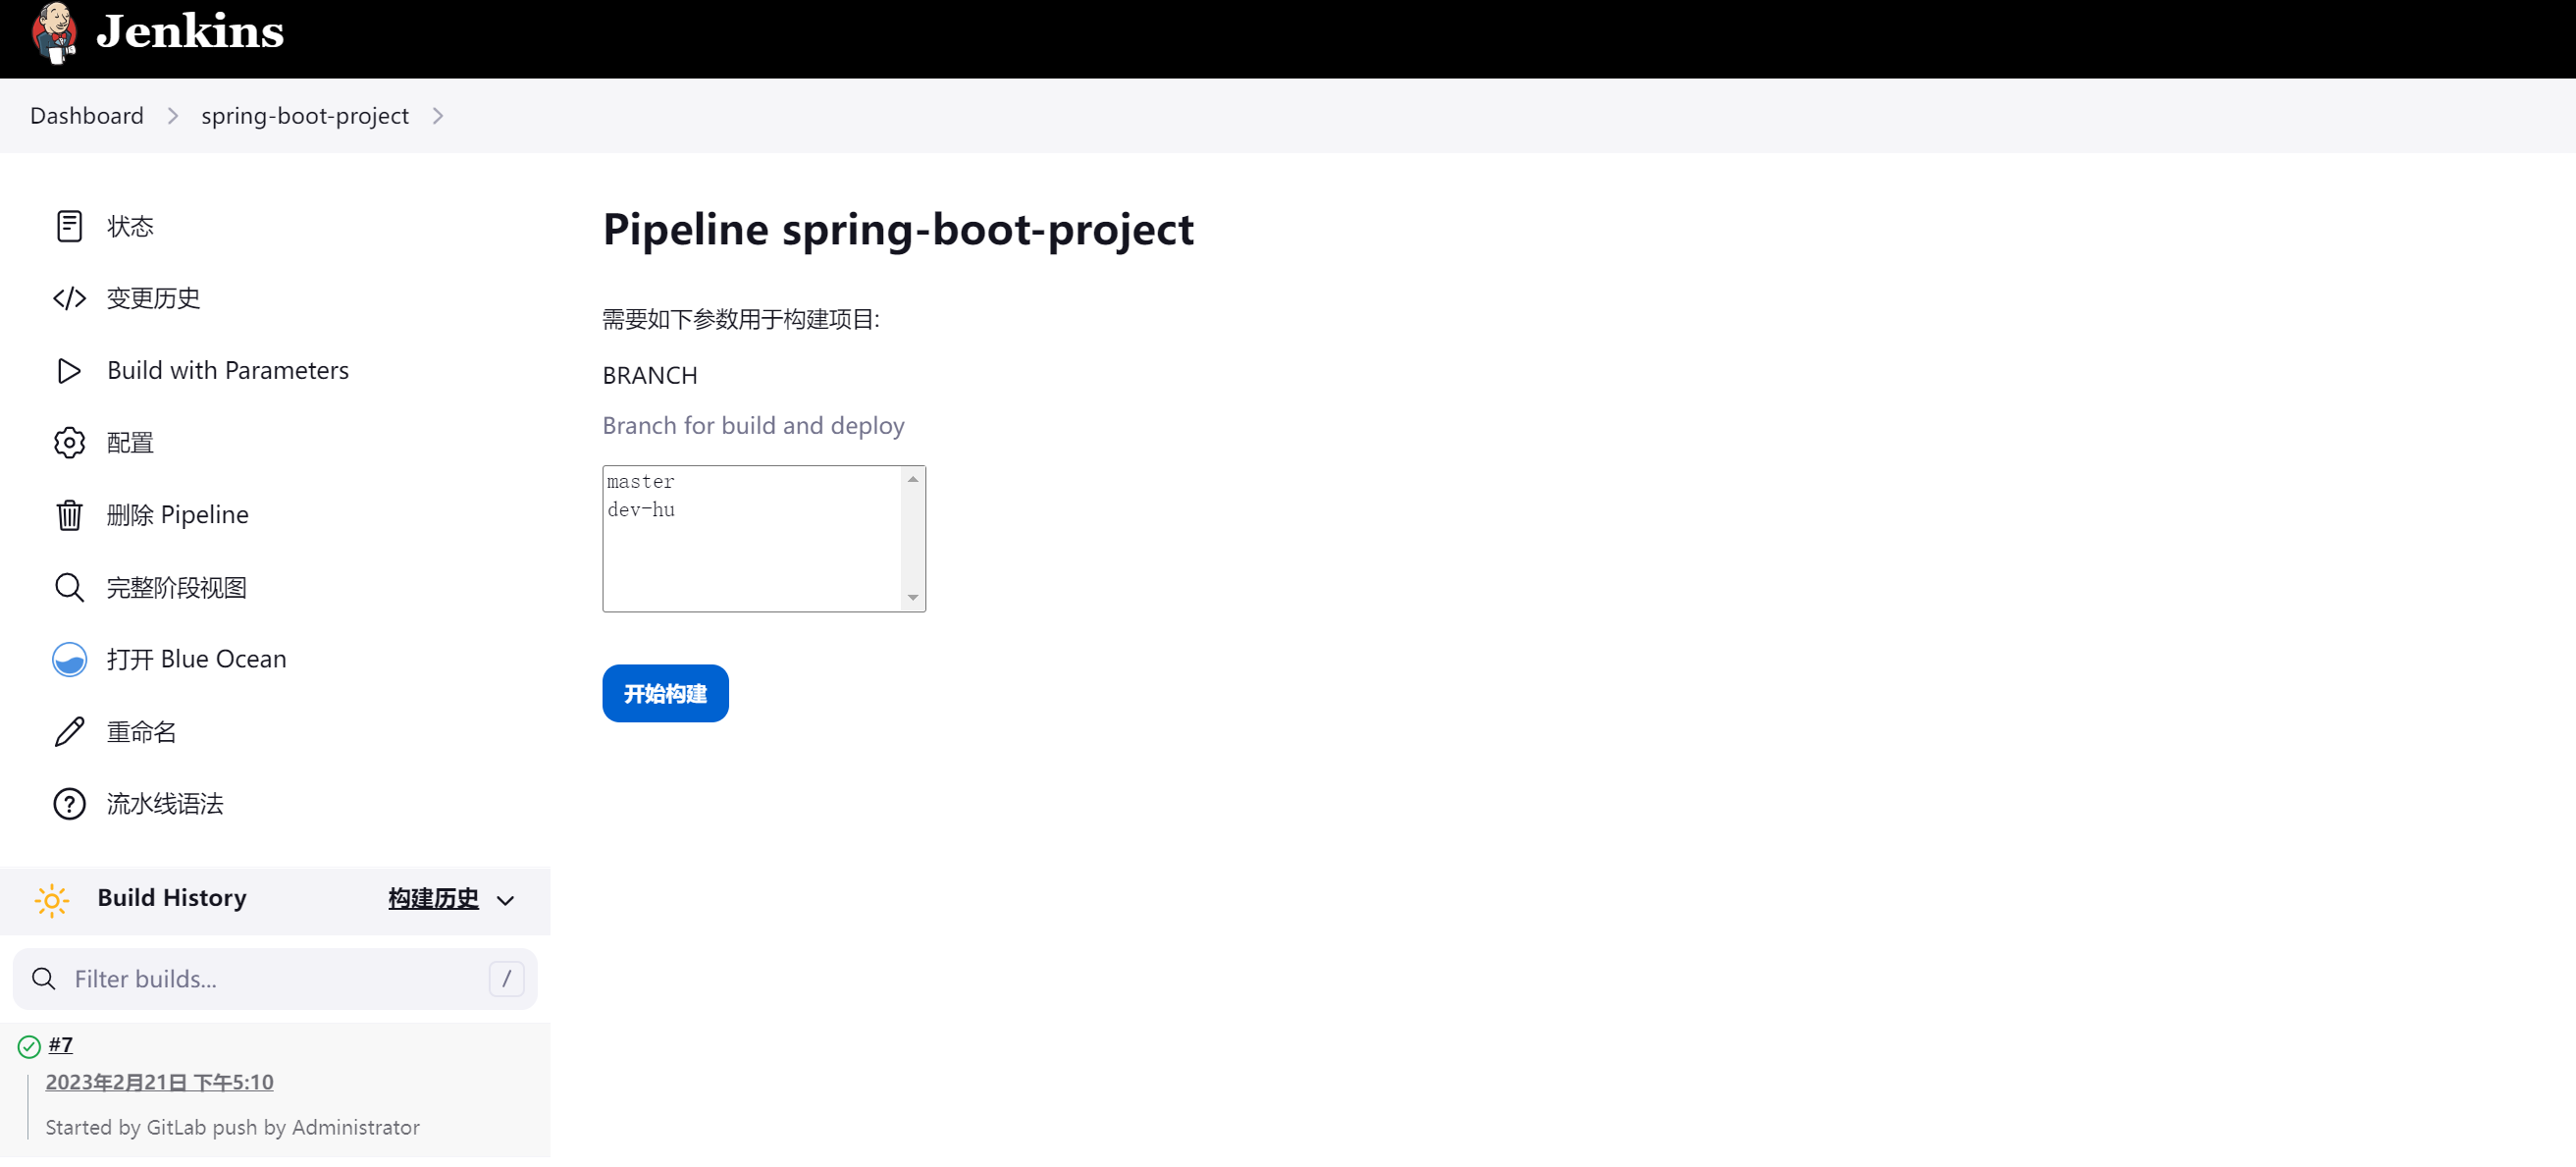 Jenkins
Dashboard
spring-boot-project
状态
变更历史
Build with Parameters
配置
删除 Pipeline
完整阶段视图
打开 Blue Ocean
重命名
流水线语法
Build History
构建历史
Filter builds...
/
#7
2023年2月21日 下午5:10
Started by GitLab push by Administrator
Pipeline spring-boot-project
需要如下参数用于构建项目:
BRANCH
Branch for build and deploy
master
dev-hu
开始构建